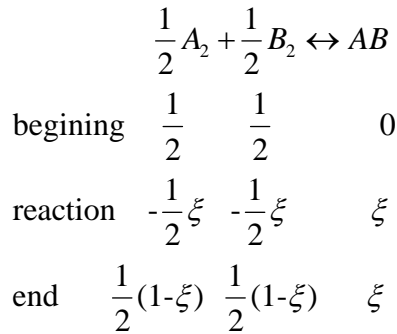 1/2 A₂ + 1/2 B₂ ↔ AB
begining 1/2 1/2 0
reaction -1/2 ξ -1/2 ξ ξ
end 1/2 (1-ξ) 1/2 (1-ξ) ξ